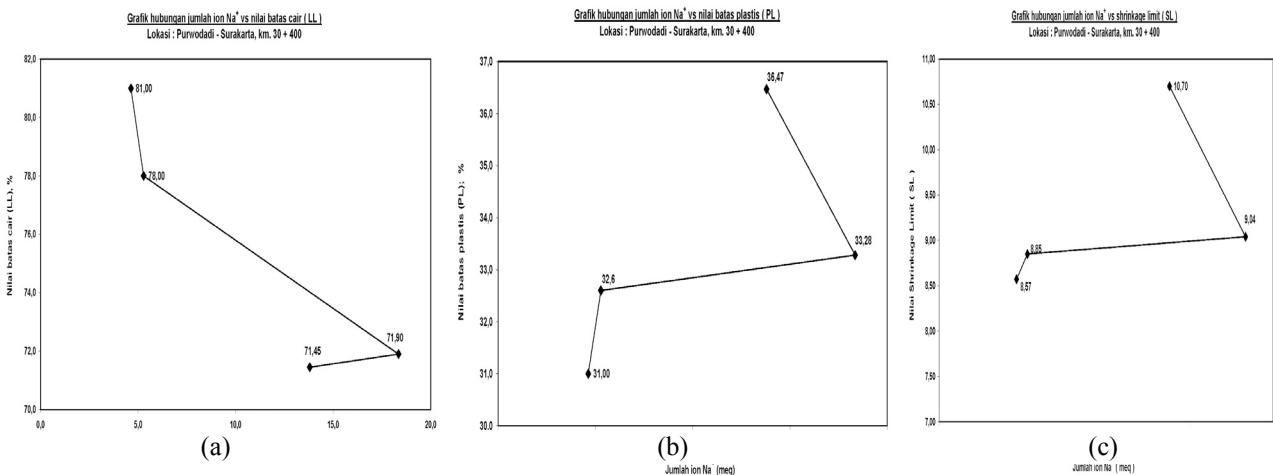 Grafik hubungan jumlah ion Na⁺ vs nilai batas cair ( LL )
Lokasi : Purwodadi - Surakarta, km. 30 + 400
82,0
80,0
78,0
76,0
74,0
72,0
70,0
Nilai batas cair (LL), %
81,00
78,00
71,90
71,45
0,0
5,0
10,0
15,0
20,0
(a)
Grafik hubungan jumlah ion Na⁺ vs nilai batas plastis ( PL )
Lokasi : Purwodadi - Surakarta, km. 30 + 400
37,0
36,0
35,0
34,0
33,0
32,0
31,0
30.0
Nilai batas plastis (PL); %
36,47
33,28
32,6
31,00
(b)
Jumlah ion Na (meq)
Grafik hubungan jumlah ion Na⁺ vs shrinkage limit ( SL )
Lokasi : Purwodadi - Surakarta, km. 30 + 400
11,00
10,50
10,00
9,50
9,00
8,50
8,00
7,50
7,00
Nilai Shrinkage Limit ( SL )
10,70
9,04
8,85
8,57
(c)
Jumlah ion Na ( meq )